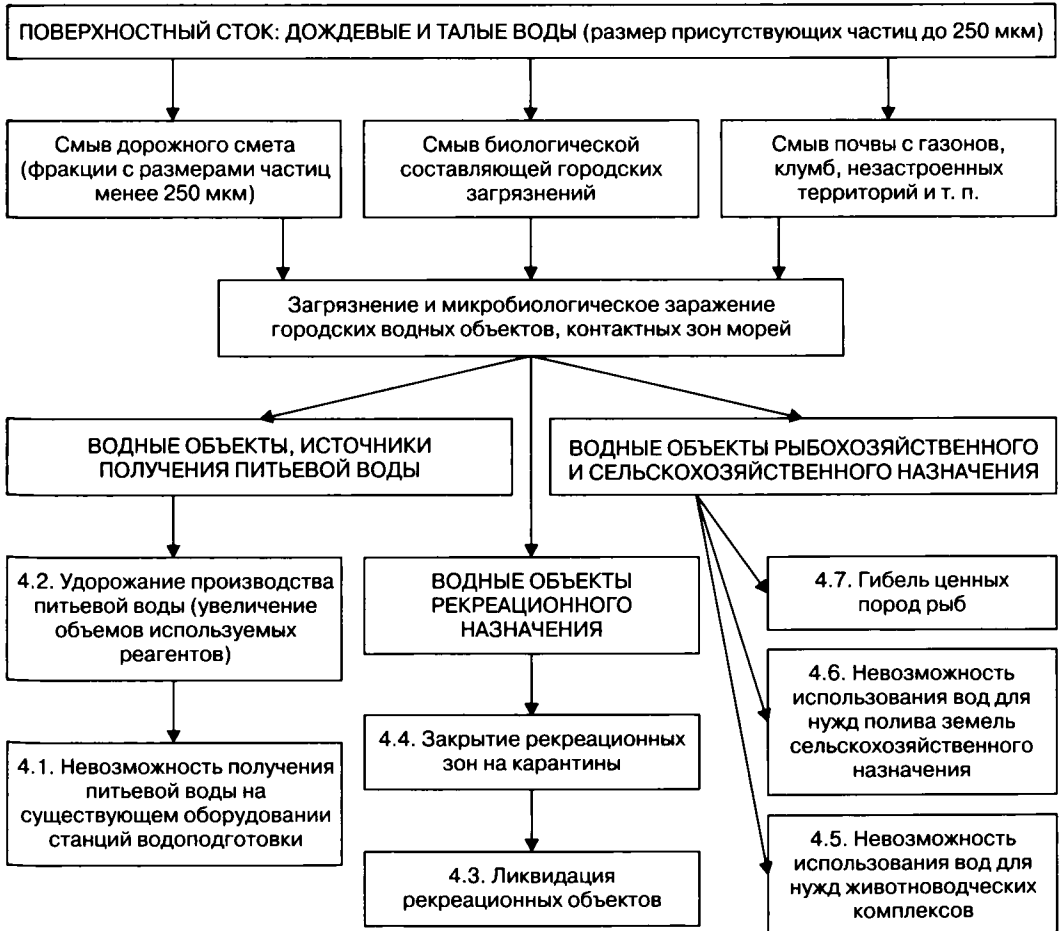 ПОВЕРХНОСТНЫЙ СТОК: ДОЖДЕВЫЕ И ТАЛЫЕ ВОДЫ (размер присутствующих частиц до 250 мкм)
Смыв дорожного смета
(фракции с размерами частиц
менее 250 мкм)
Смыв биологической
составляющей городских
загрязнений
Смыв почвы с газонов,
клумб, незастроенных
территорий и т. п.
Загрязнение и микробиологическое заражение
городских водных объектов, контактных зон морей
ВОДНЫЕ ОБЪЕКТЫ, ИСТОЧНИКИ
ПОЛУЧЕНИЯ ПИТЬЕВОЙ ВОДЫ
ВОДНЫЕ ОБЪЕКТЫ РЫБОХОЗЯЙСТВЕННОГО
И СЕЛЬСКОХОЗЯЙСТВЕННОГО НАЗНАЧЕНИЯ
4.2. Удорожание производства
питьевой воды (увеличение
объемов используемых
реагентов)
4.1. Невозможность получения
питьевой воды на
существующем оборудовании
станций водоподготовки
ВОДНЫЕ ОБЪЕКТЫ
РЕКРЕАЦИОННОГО
НАЗНАЧЕНИЯ
4.4. Закрытие рекреационных
зон на карантины
4.3. Ликвидация
рекреационных объектов
4.7. Гибель ценных
пород рыб
4.6. Невозможность
использования вод для
нужд полива земель
сельскохозяйственного
назначения
4.5. Невозможность
использования вод для
нужд животноводческих
комплексов